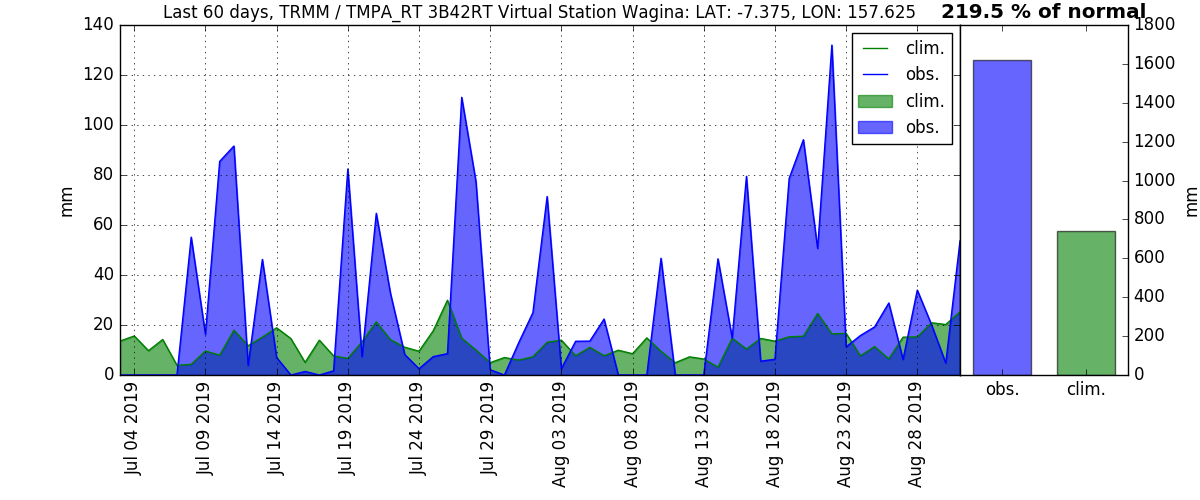 Last 60 days, TRMM / TMPA_RT 3B42RT Virtual Station Wagina: LAT: -7.375, LON: 157.625
219.5 % of normal
140
120
100
80
60
40
20
0
mm
clim.
obs.
clim.
obs.
1800
1600
1400
1200
1000
800
600
400
200
0
mm
Jul 04 2019
Jul 09 2019
Jul 14 2019
Jul 19 2019
Jul 24 2019
Jul 29 2019
Aug 03 2019
Aug 08 2019
Aug 13 2019
Aug 18 2019
Aug 23 2019
Aug 28 2019
obs.
clim.